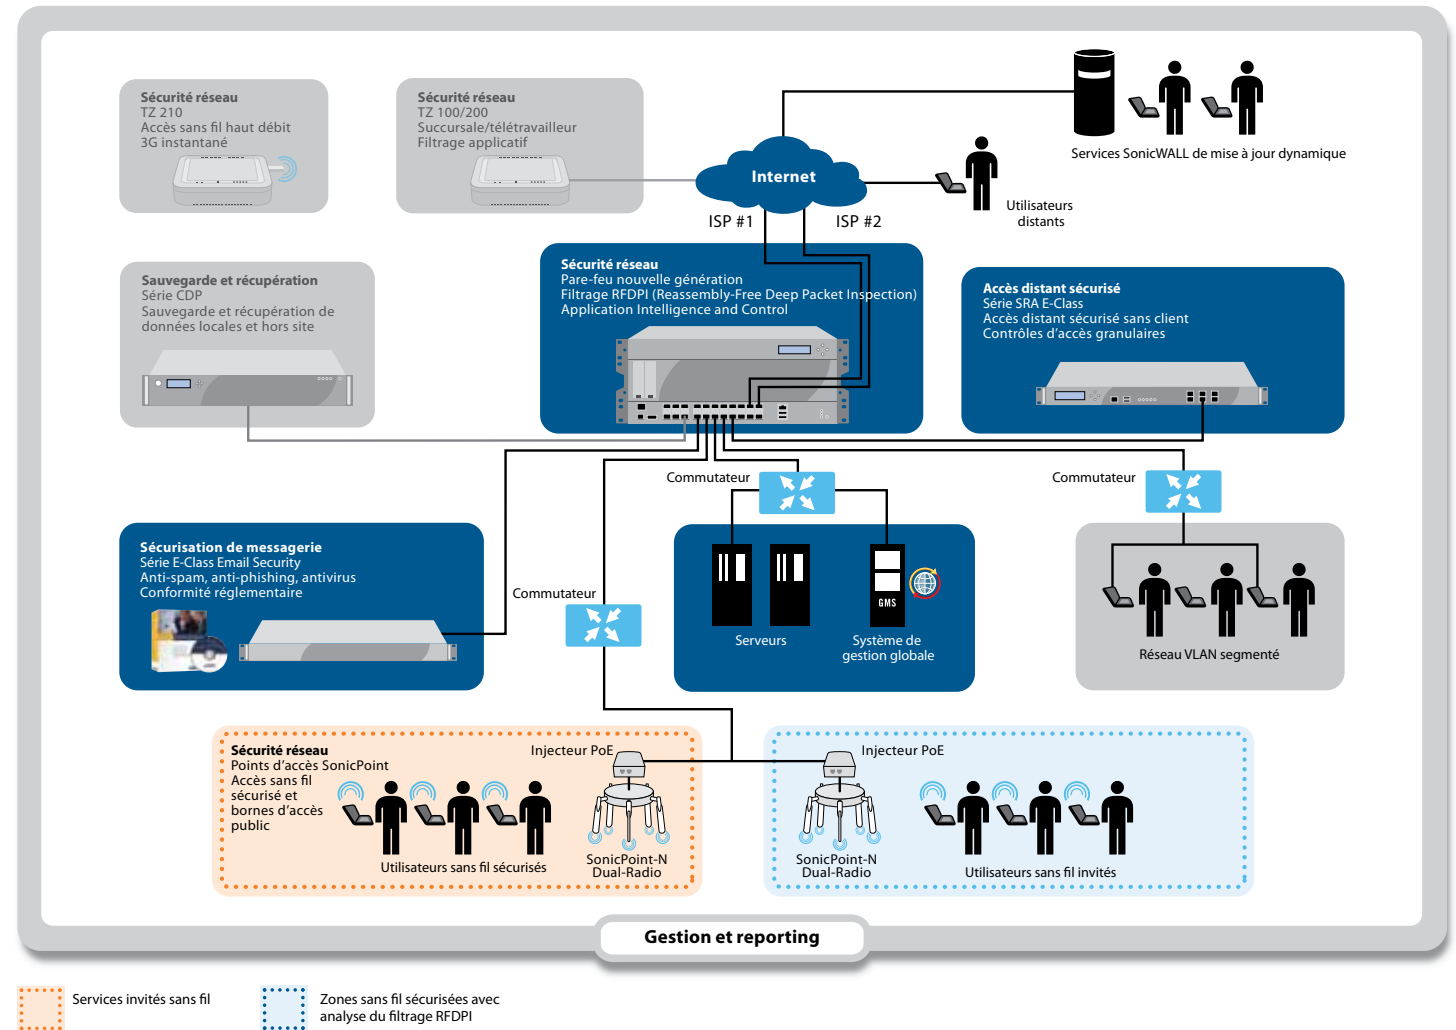 Sécurité réseau
TZ 210
Accès sans fil haut débit
3G instantané
Sécurité réseau
TZ 100/200
Succursale/télétravailleur
Filtrage applicatif
Services SonicWALL de mise à jour dynamique
Internet
Utilisateurs
distants
ISP #1
ISP #2
Sauvegarde et récupération
Série CDP
Sauvegarde et récupération de
données locales et hors site
Sécurité réseau
Pare-feu nouvelle génération
Filtrage RFDPI (Reassembly-Free Deep Packet Inspection)
Application Intelligence and Control
Accès distant sécurisé
Série SRA E-Class
Accès distant sécurisé sans client
Contrôles d’accès granulaires
Commutateur
Commutateur
Sécurisation de messagerie
Série E-Class Email Security
Anti-spam, anti-phishing, antivirus
Conformité réglementaire
Commutateur
GMS
Serveurs
Système de
gestion globale
Réseau VLAN segmenté
Sécurité réseau
Points d’accès SonicPoint
Accès sans fil
sécurisé et
bornes d’accès
public
Injecteur PoE
Utilisateurs sans fil sécurisés
SonicPoint-N
Dual-Radio
Injecteur PoE
SonicPoint-N
Dual-Radio
Utilisateurs sans fil invités
Gestion et reporting
Services invités sans fil
Zones sans fil sécurisées avec
analyse du filtrage RFDPI